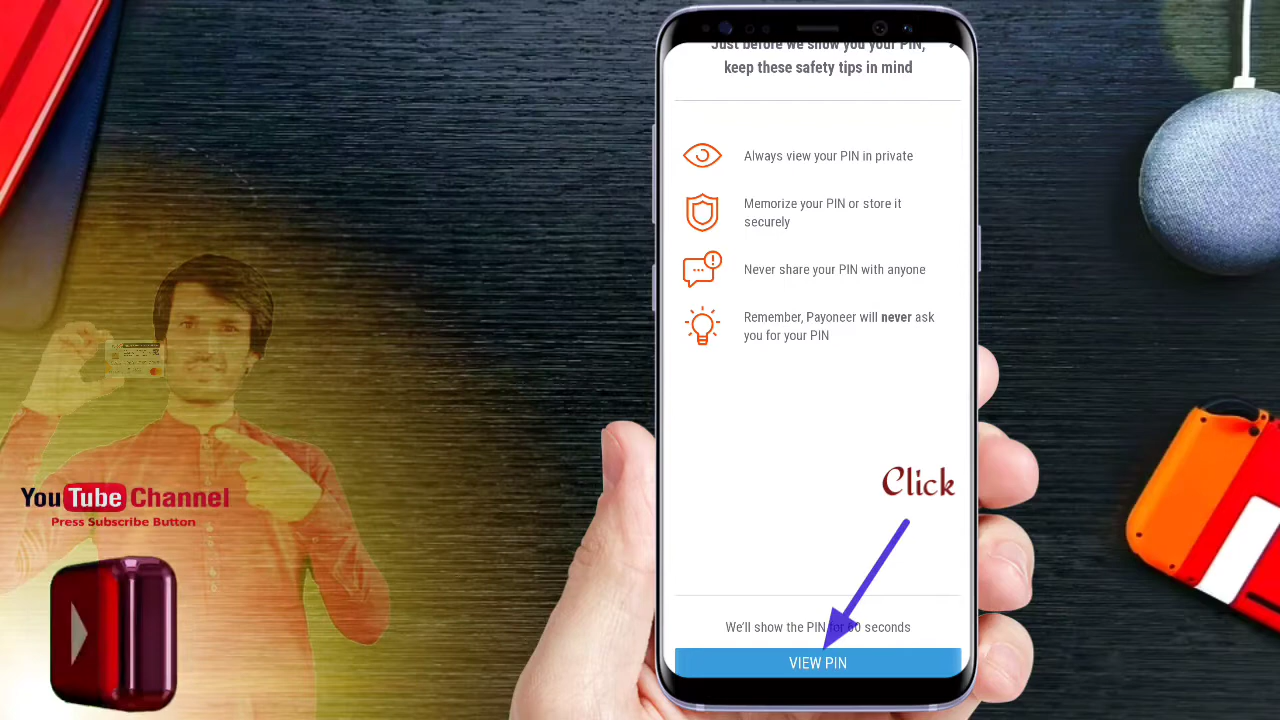 Just before we show you your PIN,
keep these safety tips in mind
Always view your PIN in private
Memorize your PIN or store it
securely
Never share your PIN with anyone
Remember, Payoneer will never ask
you for your PIN
Click
We'll show the PIN for 60 seconds
VIEW PIN
YouTube Channel
Press Subscribe Button